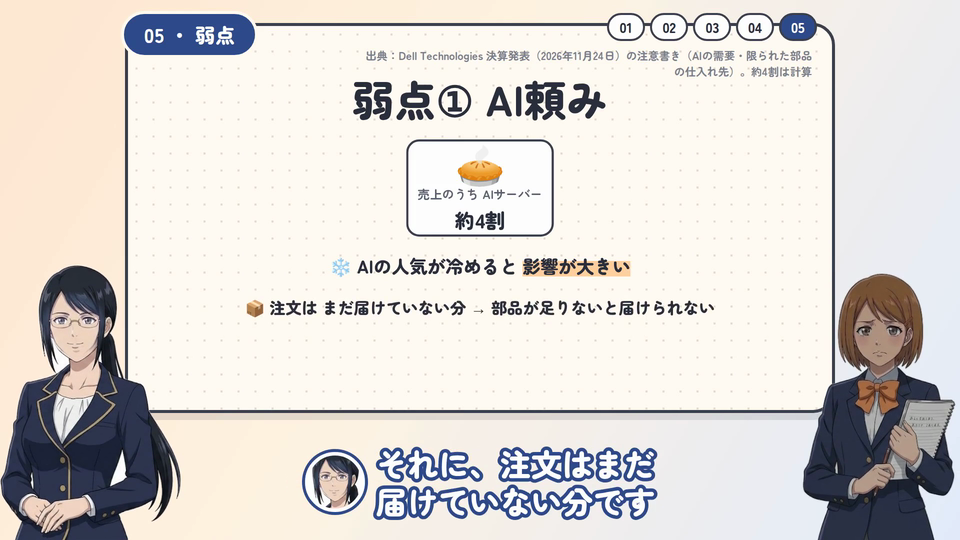 05 ・ 弱点
01 02 03 04 05
出典：Dell Technologies 決算発表（2026年11月24日）の注意書き（AIの需要・限られた部品
の仕入れ先）。約4割は計算
弱点① AI頼み
売上のうち AIサーバー
約4割
AIの人気が冷めると 影響が大きい
注文は まだ届けていない分 → 部品が足りないと届けられない
それに、注文はまだ
届けていない分です